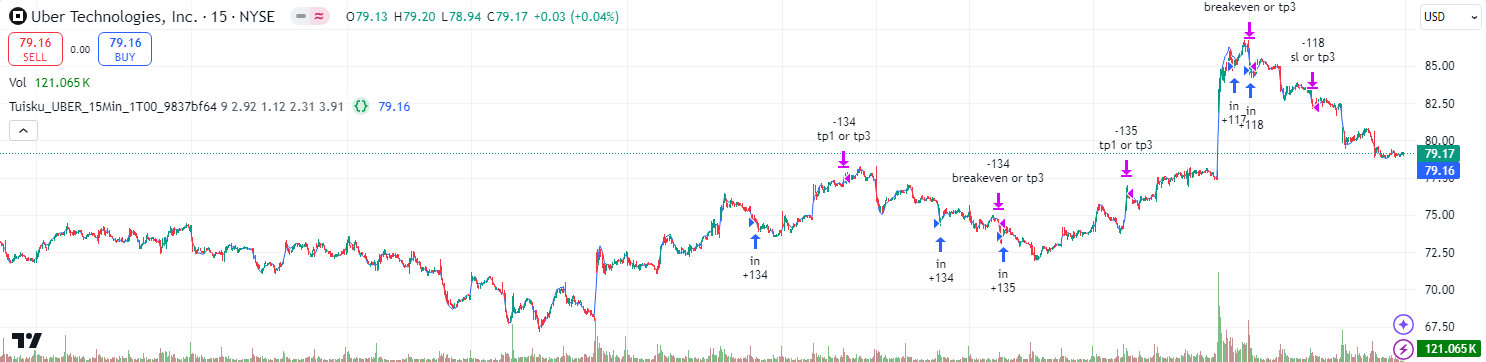 Uber Technologies, Inc. · 15 · NYSE O79.13 H79.20 L78.94 C79.17 +0.03 (+0.04%)
USD
79.16
SELL
0.00
79.16
BUY
Vol 121.065 K
Tuisku_UBER_15Min_1T00_9837bf64 9 2.92 1.12 2.31 3.91 {} 79.16
breakeven or tp3
-118
sl or tp3
in
+117
in
+118
-134
tp1 or tp3
in
+134
-134
breakeven or tp3
in
+134
in
+135
-135
tp1 or tp3
85.00
82.50
80.00
79.17
79.16
77.50
75.00
72.50
70.00
67.50
121.065 K